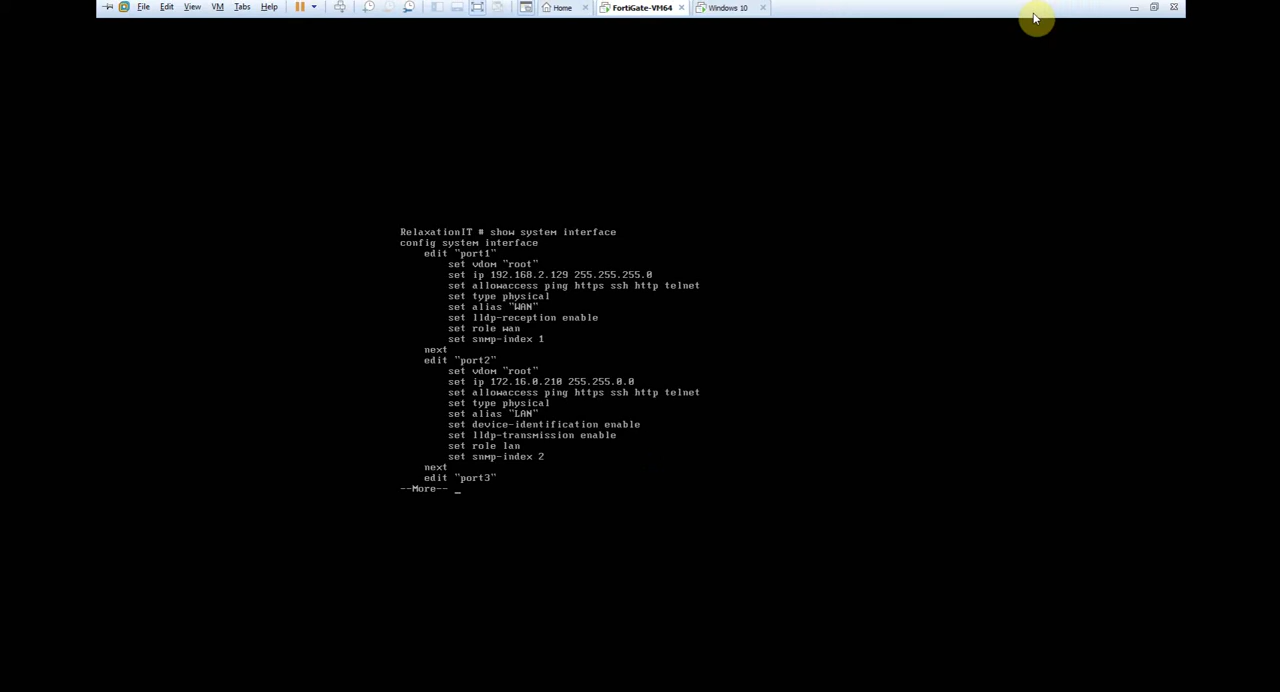 File Edit View VM Tabs Help Home FortiGate-VM64 Windows 10
RelaxationIT # show system interface
config system interface
    edit "port1"
        set vdom "root"
        set ip 192.168.2.129 255.255.255.0
        set allowaccess ping https ssh http telnet
        set type physical
        set alias "WAN"
        set lldp-reception enable
        set role wan
        set snmp-index 1
    next
    edit "port2"
        set vdom "root"
        set ip 172.16.0.210 255.255.0.0
        set allowaccess ping https ssh http telnet
        set type physical
        set alias "LAN"
        set device-identification enable
        set lldp-transmission enable
        set role lan
        set snmp-index 2
    next
    edit "port3"
--More-- _